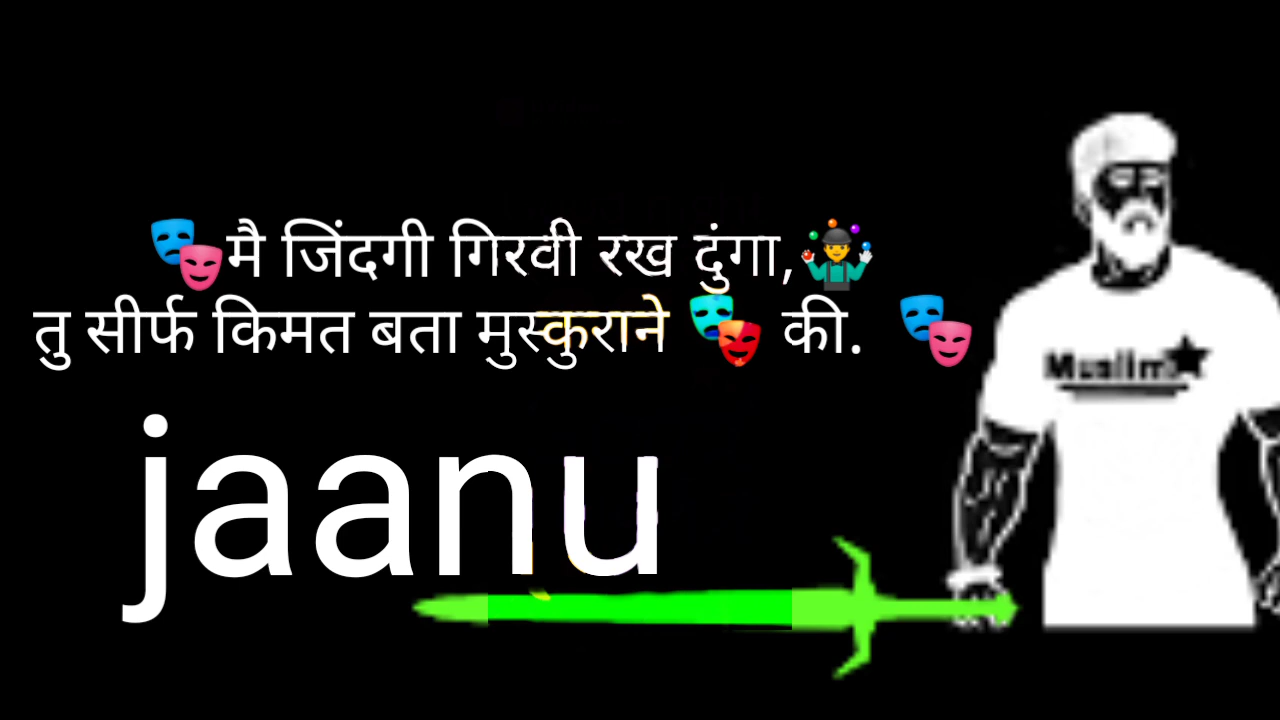 🎭मै जिंदगी गिरवी रख दुंगा,🤹
तु सीर्फ किमत बता मुस्कुराने 🎭 की. 🎭
jaanu
Muslim★